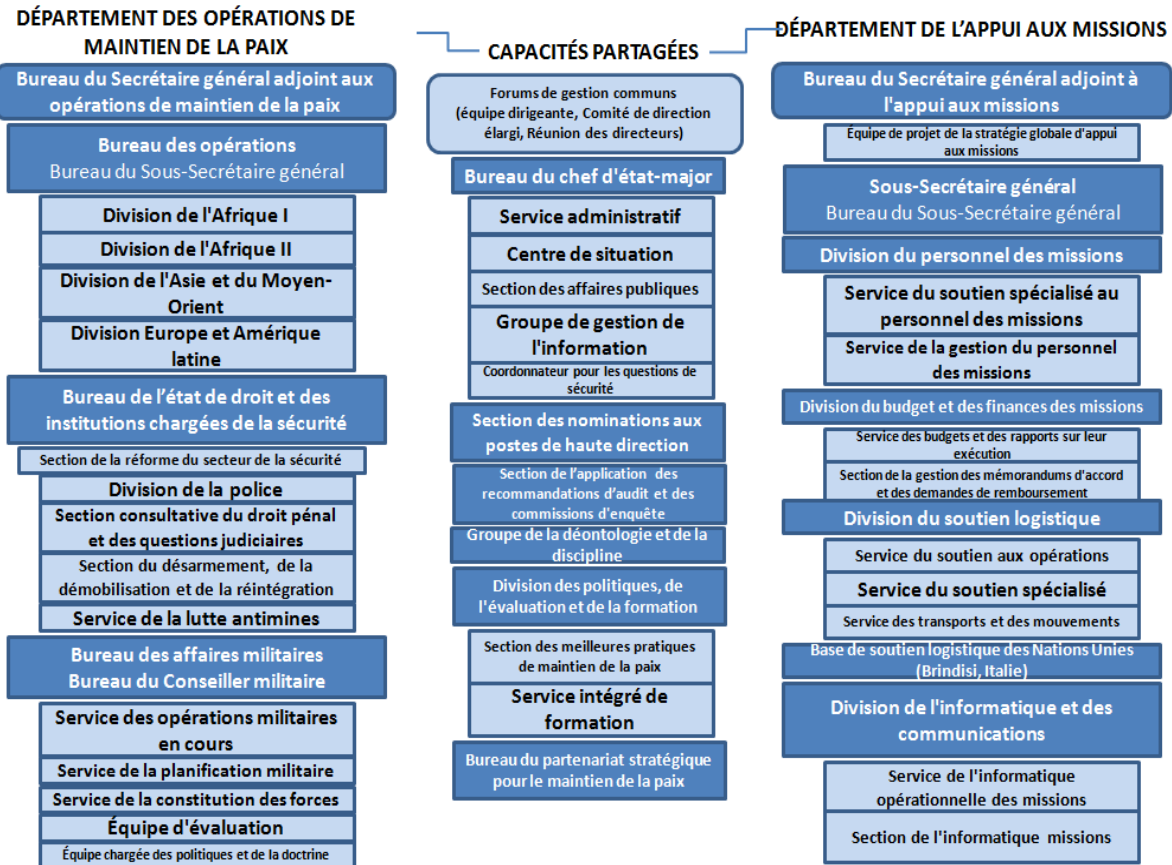 DÉPARTEMENT DES OPÉRATIONS DE
MAINTIEN DE LA PAIX
Bureau du Secrétaire général adjoint aux
opérations de maintien de la paix
Bureau des opérations
Bureau du Sous-Secrétaire général
Division de l'Afrique I
Division de l'Afrique II
Division de l'Asie et du Moyen-
Orient
Division Europe et Amérique
latine
Bureau de l’état de droit et des
institutions chargées de la sécurité
Section de la réforme du secteur de la sécurité
Division de la police
Section consultative du droit pénal
et des questions judiciaires
Section du désarmement, de la
démobilisation et de la réintégration
Service de la lutte antimines
Bureau des affaires militaires
Bureau du Conseiller militaire
Service des opérations militaires
en cours
Service de la planification militaire
Service de la constitution des forces
Équipe d'évaluation
Équipe chargée des politiques et de la doctrine
CAPACITÉS PARTAGÉES
Forums de gestion communs
(équipe dirigeante, Comité de direction
élargi, Réunion des directeurs)
Bureau du chef d'état-major
Service administratif
Centre de situation
Section des affaires publiques
Groupe de gestion de
l'information
Coordonnateur pour les questions de
sécurité
Section des nominations aux
postes de haute direction
Section de l’application des
recommandations d’audit et des
commissions d'enquête
Groupe de la déontologie et de la
discipline
Division des politiques, de
l'évaluation et de la formation
Section des meilleures pratiques
de maintien de la paix
Service intégré de
formation
Bureau du partenariat stratégique
pour le maintien de la paix
DÉPARTEMENT DE L’APPUI AUX MISSIONS
Bureau du Secrétaire général adjoint à
l'appui aux missions
Équipe de projet de la stratégie globale d'appui
aux missions
Sous-Secrétaire général
Bureau du Sous-Secrétaire général
Division du personnel des missions
Service du soutien spécialisé au
personnel des missions
Service de la gestion du personnel
des missions
Division du budget et des finances des missions
Service des budgets et des rapports sur leur
exécution
Section de la gestion des mémorandums d'accord
et des demandes de remboursement
Division du soutien logistique
Service du soutien aux opérations
Service du soutien spécialisé
Service des transports et des mouvements
Base de soutien logistique des Nations Unies
(Brindisi, Italie)
Division de l'informatique et des
communications
Service de l'informatique
opérationnelle des missions
Section de l'informatique missions